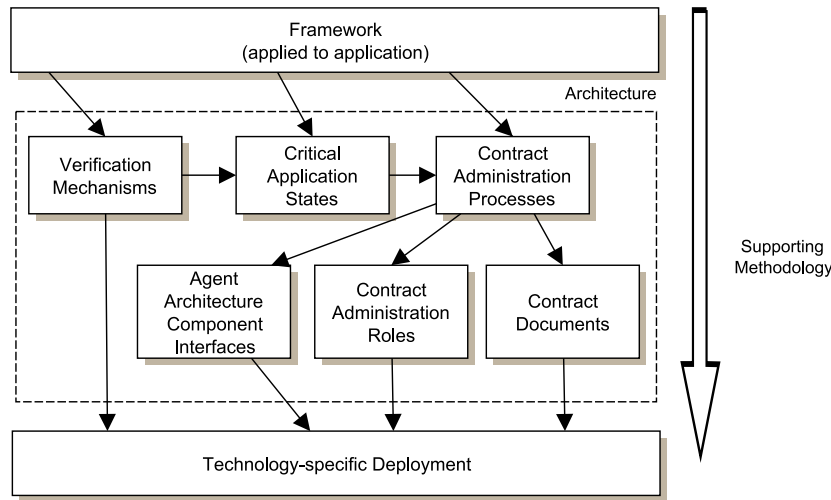 Framework
(applied to application)
Architecture
Verification
Mechanisms
Critical
Application
States
Contract
Administration
Processes
Supporting
Methodology
Agent
Architecture
Component
Interfaces
Contract
Administration
Roles
Contract
Documents
Technology-specific Deployment